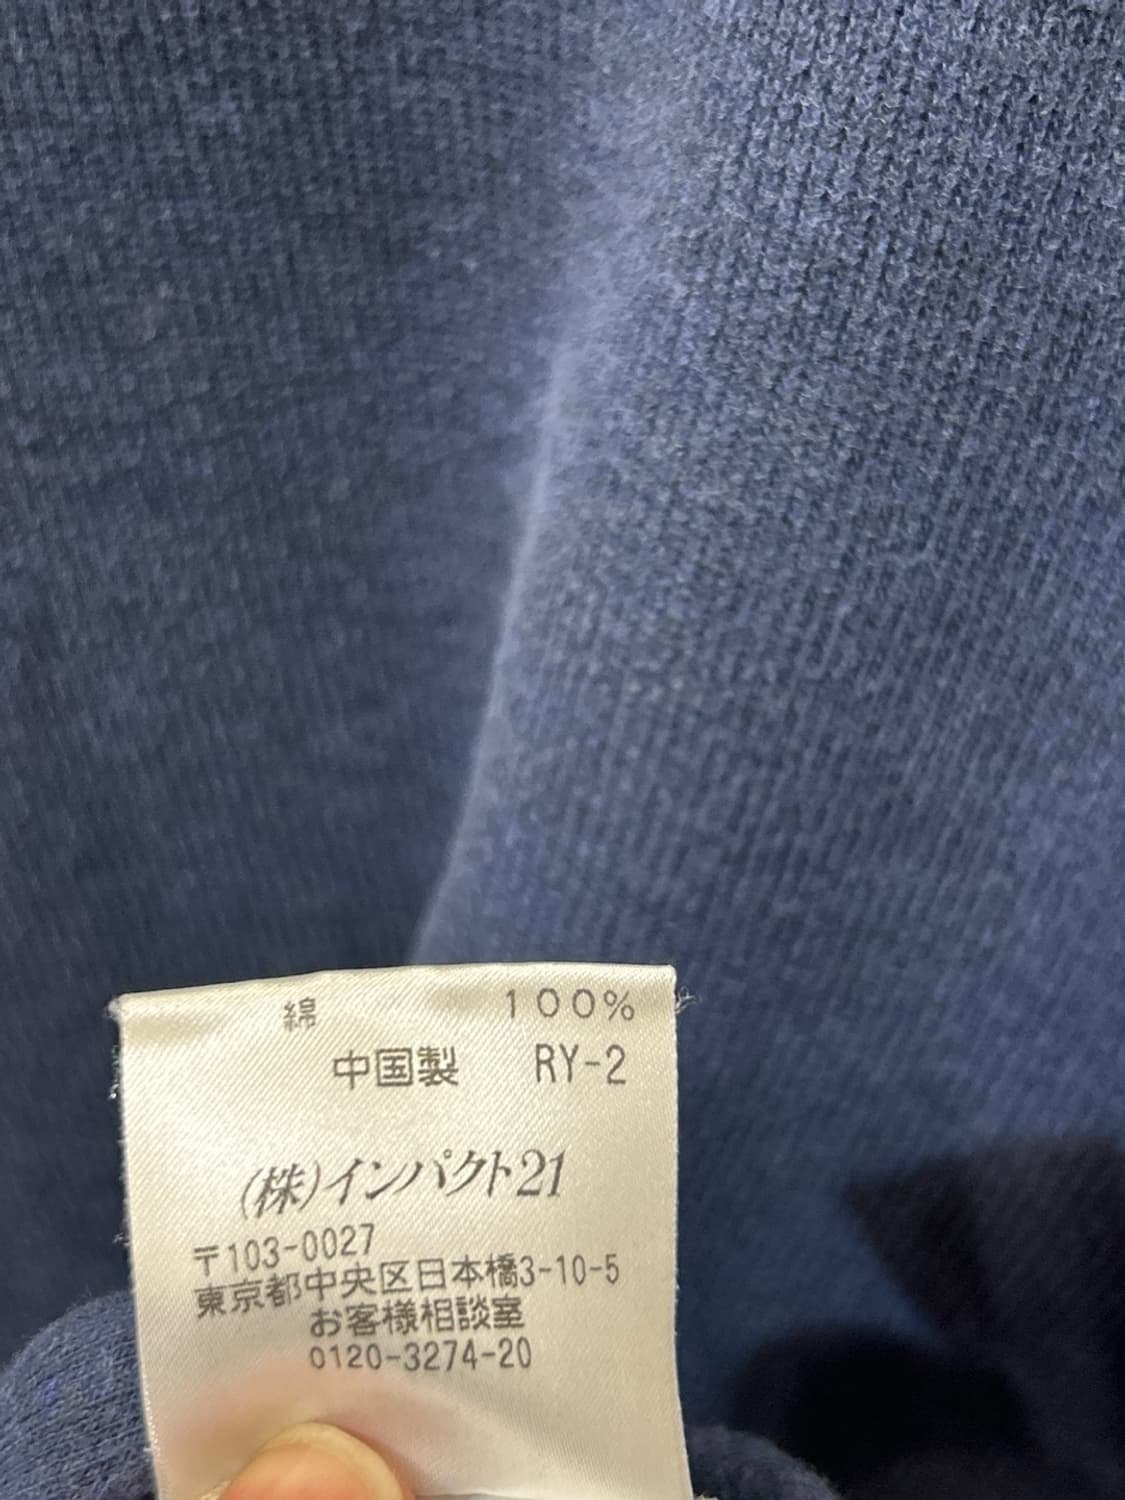 綿 100%
中国製 RY-2
(株)インパクト21
〒103-0027
東京都中央区日本橋3-10-5
お客様相談室
0120-3274-20